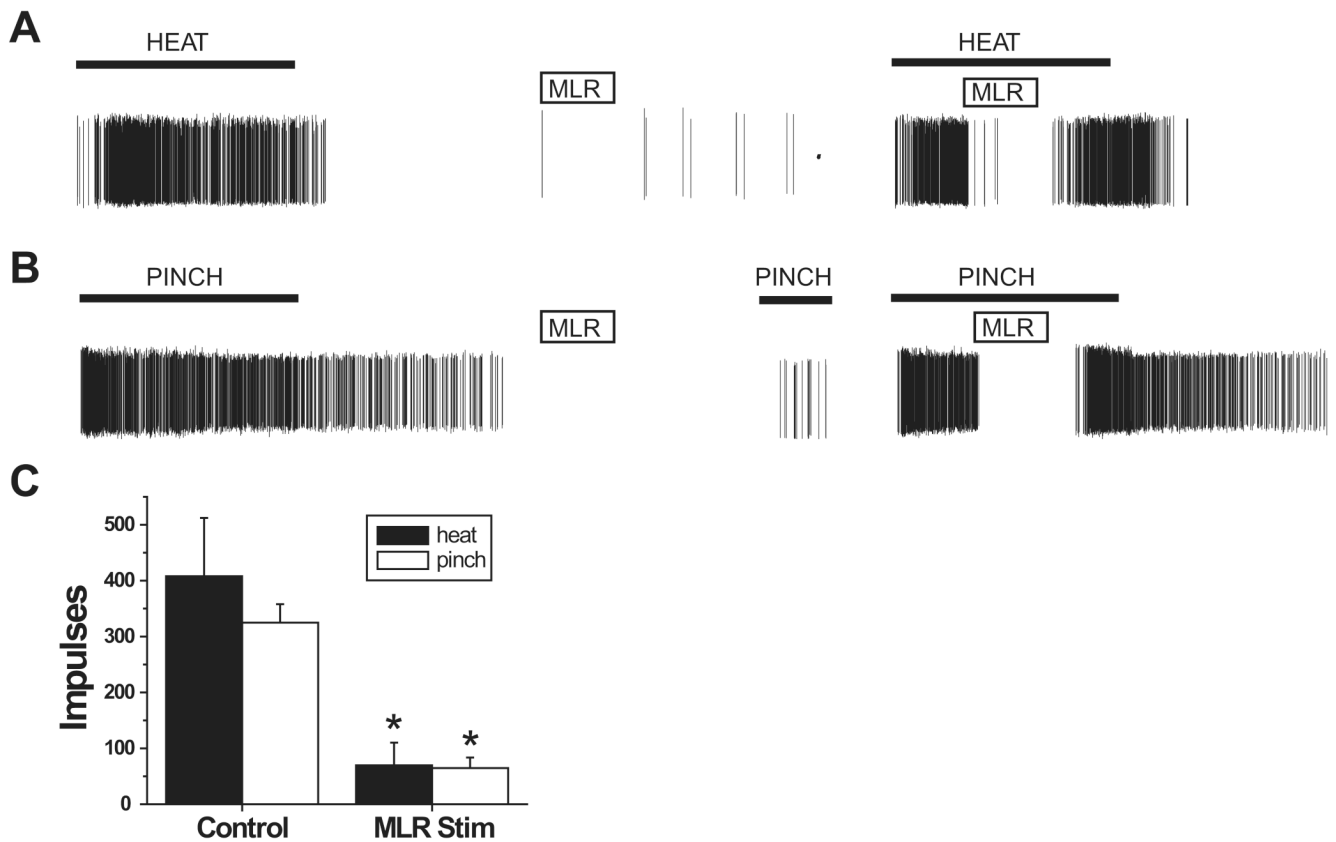 A
HEAT
MLR
HEAT
MLR
B
PINCH
MLR
PINCH
PINCH
MLR
C
Impulses
500
400
300
200
100
0
heat
pinch
*
*
Control
MLR Stim